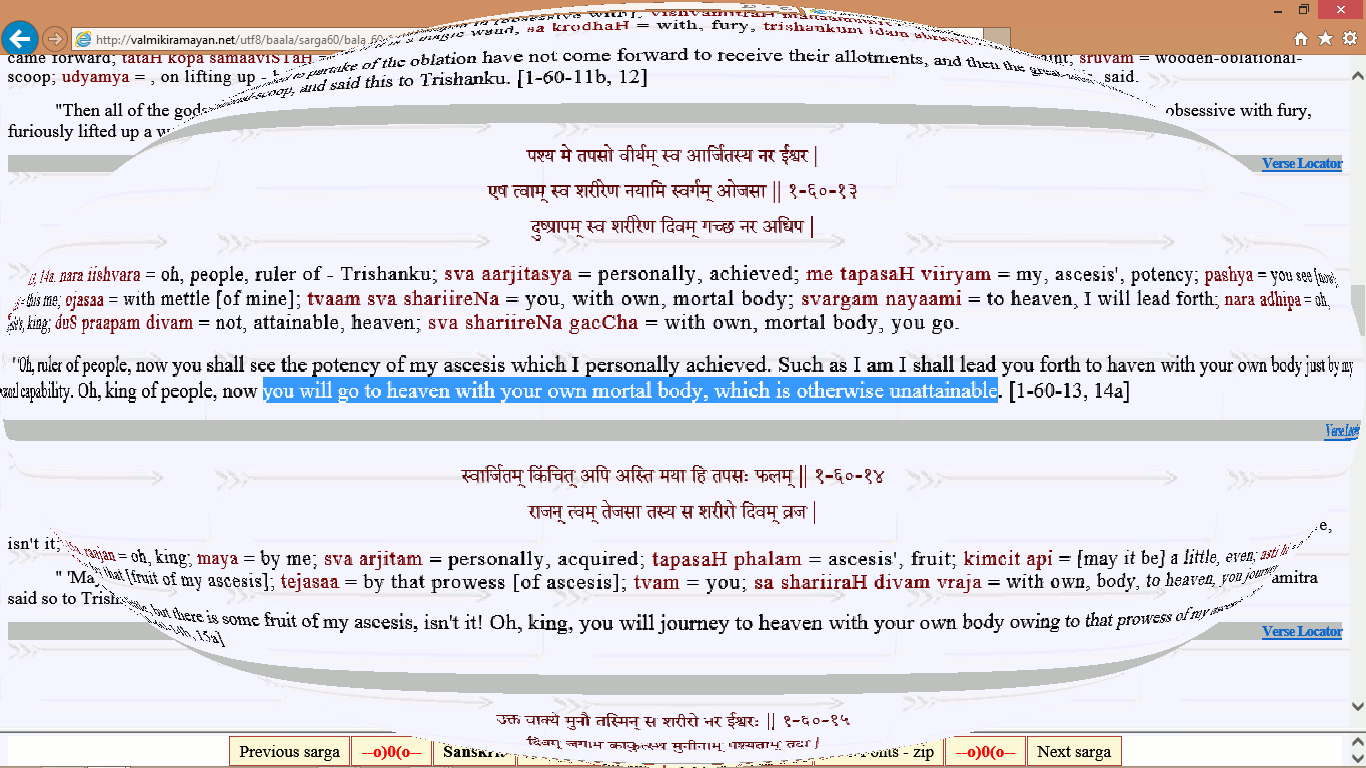 http://valmikiramayan.net/utf8/baala/sarga60/bala_60
sa krodhaH = with, fury, trishankum idam
came forward; tataH kopa
sruvam = wooden-oblational-
scoop; udyamya = , on lifting up -
said.
to partake of the oblation have not come forward to receive their allotments, and then the great
and said this to Trishanku. [1-60-11b, 12]
"Then all of the gods
obsessive with fury,
furiously lifted up a
Verse Locator
पश्य मे तपसो वीर्यम् स्व आर्जितस्य नर ईश्वर |
एष त्वाम् स्व शरीरेण नयामि स्वर्गम् ओजसा || १-६०-१३
दुष्प्रापम् स्व शरीरेण दिवम् गच्छ नर अधिप |
13, 14a. nara iishvara = oh, people, ruler of - Trishanku; sva aarjitasya = personally, achieved; me tapasaH viiryam = my, ascesis', potency; pashya = you see [now];
= this me; ojasaa = with mettle [of mine]; tvaam sva shariireNa = you, with own, mortal body; svargam nayaami = to heaven, I will lead forth; nara adhipa = oh,
king; duS praapam divam = not, attainable, heaven; sva shariireNa gacCha = with own, mortal body, you go.
"'Oh, ruler of people, now you shall see the potency of my ascesis which I personally achieved. Such as I am I shall lead you forth to haven with your own body just by my
capability. Oh, king of people, now you will go to heaven with your own mortal body, which is otherwise unattainable. [1-60-13, 14a]
स्वार्जितम् किंचित् अपि अस्ति मया हि तपसः फलम् || १-६०-१४
राजन् त्वम् तेजसा तस्य स शरीरो दिवम् व्रज |
raajan = oh, king; maya = by me; sva arjitam = personally, acquired; tapasaH phalam = ascesis', fruit; kimcit api = {may it be] a little, even; asti
isn't it;
that [fruit of my ascesis]; tejasaa = by that prowess [of ascesis]; tvam = you; sa shariiraH divam vraja = with own, body, to heaven, you journey
" 'Ma
amitra
said so to Trish
but there is some fruit of my ascesis, isn't it! Oh, king, you will journey to heaven with your own body owing to that prowess of my
15a]
Verse Locator
उक्त वाक्ये मुनौ तस्मिन् स शरीरो नर ईश्वरः || १-६०-१५
दिवम् जगाम काकुत्स्थ मुनीनाम् पश्यताम् तदा |
Previous sarga
--o)0(o--
Fonts - zip
--o)0(o--
Next sarga